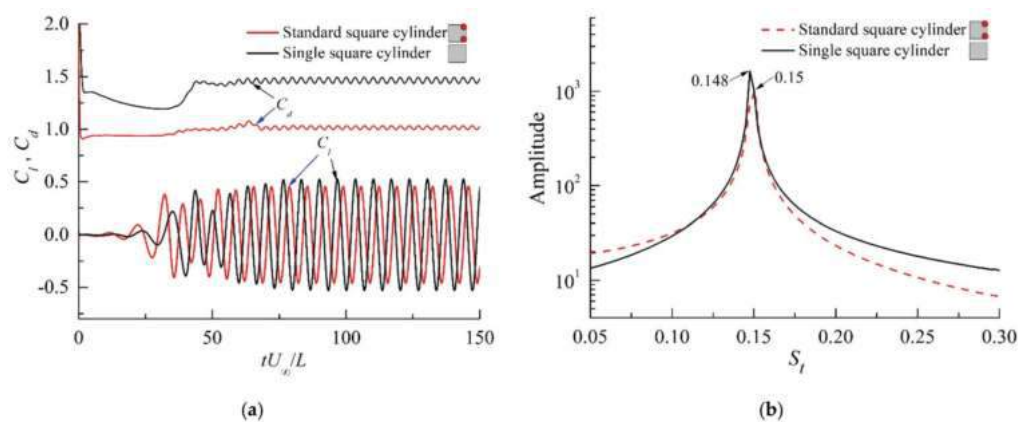 2.0
1.5
1.0
0.5
0.0
-0.5
C_l , C_d
Standard square cylinder
Single square cylinder
C_d
C_l
0
50
100
150
tU_∞/L
(a)
10^3
10^2
10^1
Amplitude
Standard square cylinder
Single square cylinder
0.148
0.15
0.05
0.10
0.15
0.20
0.25
0.30
S_t
(b)